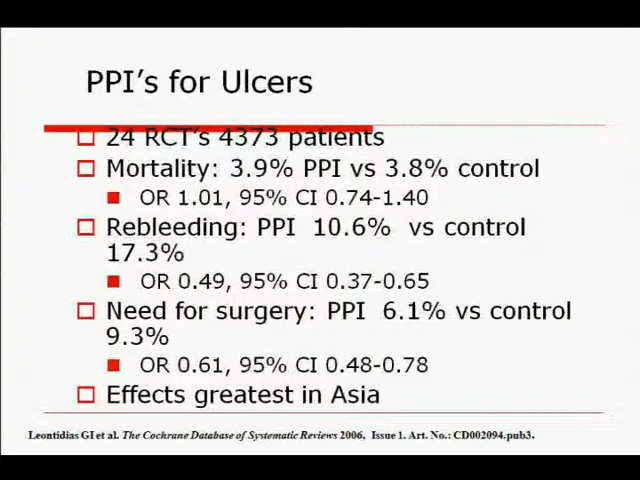 PPI's for Ulcers
24 RCT's 4373 patients
Mortality: 3.9% PPI vs 3.8% control
OR 1.01, 95% CI 0.74-1.40
Rebleeding: PPI 10.6% vs control
17.3%
OR 0.49, 95% CI 0.37-0.65
Need for surgery: PPI 6.1% vs control
9.3%
OR 0.61, 95% CI 0.48-0.78
Effects greatest in Asia
Leontidias GI et al. The Cochrane Database of Systematic Reviews 2006, Issue 1. Art. No.: CD002094.pub3.